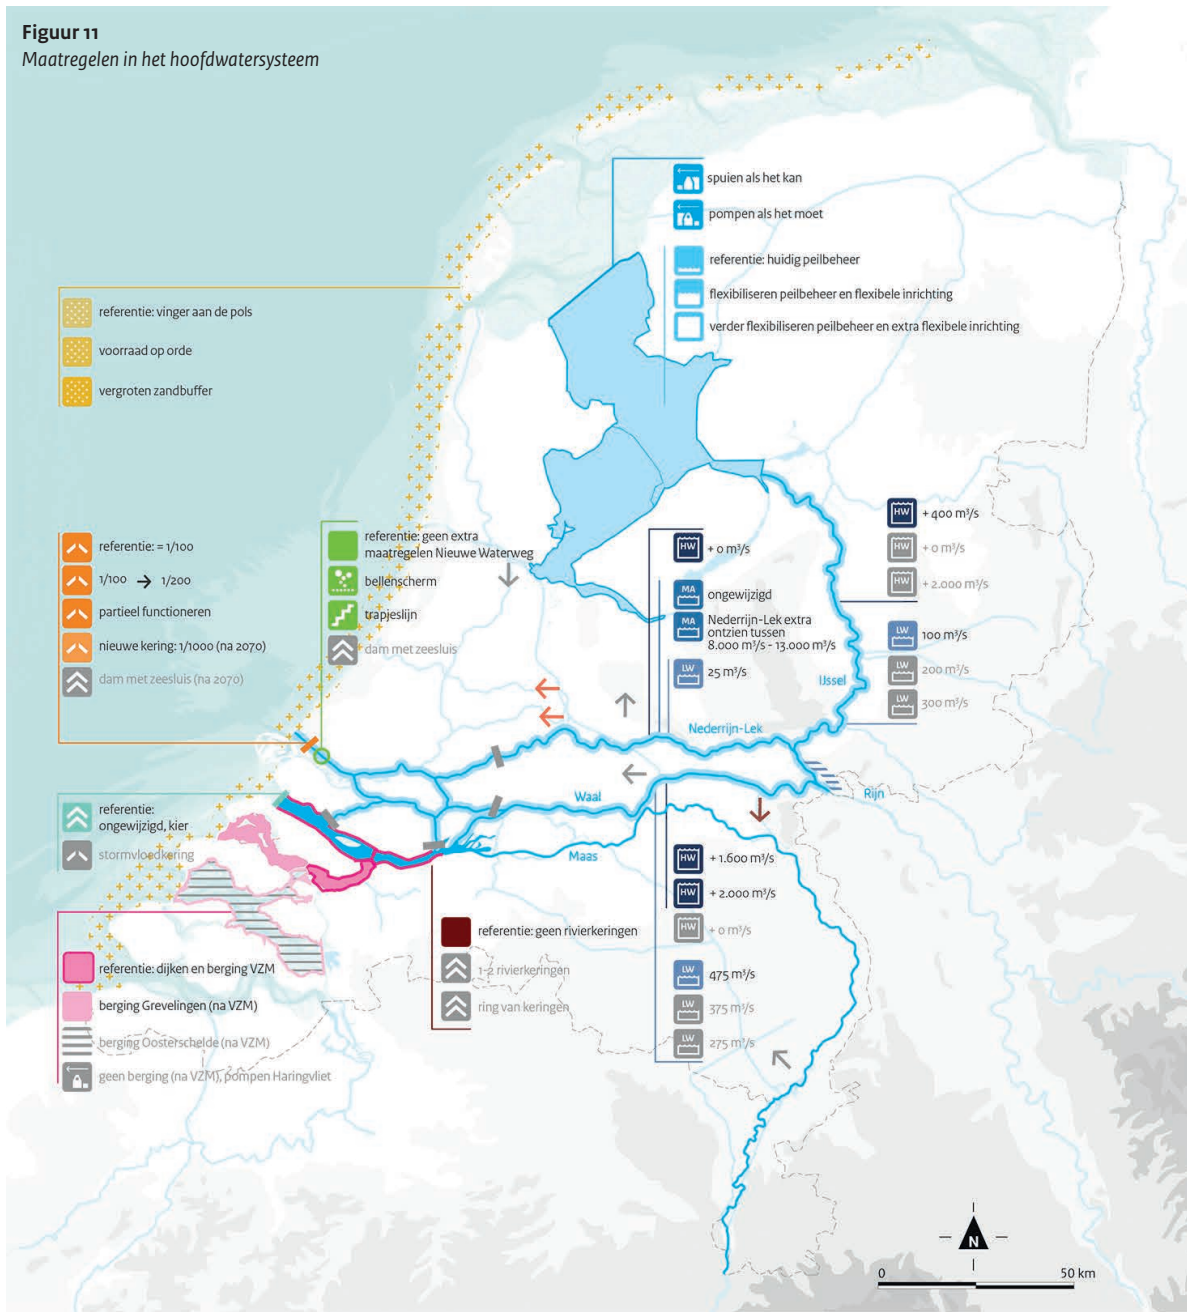 Figuur 11
Maatregelen in het hoofdwatersysteem
spuien als het kan
pompen als het moet
referentie: huidig peilbeheer
flexibiliseren peilbeheer en flexibele inrichting
verder flexibiliseren peilbeheer en extra flexibele inrichting
referentie: vinger aan de pols
voorraad op orde
vergroten zandbuffer
referentie: = 1/100
1/100 → 1/200
partieel functioneren
nieuwe kering: 1/1000 (na 2070)
dam met zeesluis (na 2070)
referentie: geen extra
maatregelen Nieuwe Waterweg
bellenscherm
trapjeslijn
dam met zeesluis
HW + 0 m³/s
MA ongewijzigd
MA Nederrijn-Lek extra
ontzien tussen
8.000 m³/s - 13.000 m³/s
LW 25 m³/s
HW + 400 m³/s
HW + 0 m³/s
HW + 2.000 m³/s
LW 100 m³/s
LW 200 m³/s
LW 300 m³/s
IJssel
Nederrijn-Lek
Waal
Rijn
Maas
referentie:
ongewijzigd, kier
stormvloedkering
HW + 1.600 m³/s
HW + 2.000 m³/s
HW + 0 m³/s
LW 475 m³/s
LW 375 m³/s
LW 275 m³/s
referentie: geen rivierkeringen
1-2 rivierkeringen
ring van keringen
referentie: dijken en berging VZM
berging Grevelingen (na VZM)
berging Oosterschelde (na VZM)
geen berging (na VZM), pompen Haringvliet
N
0 50 km